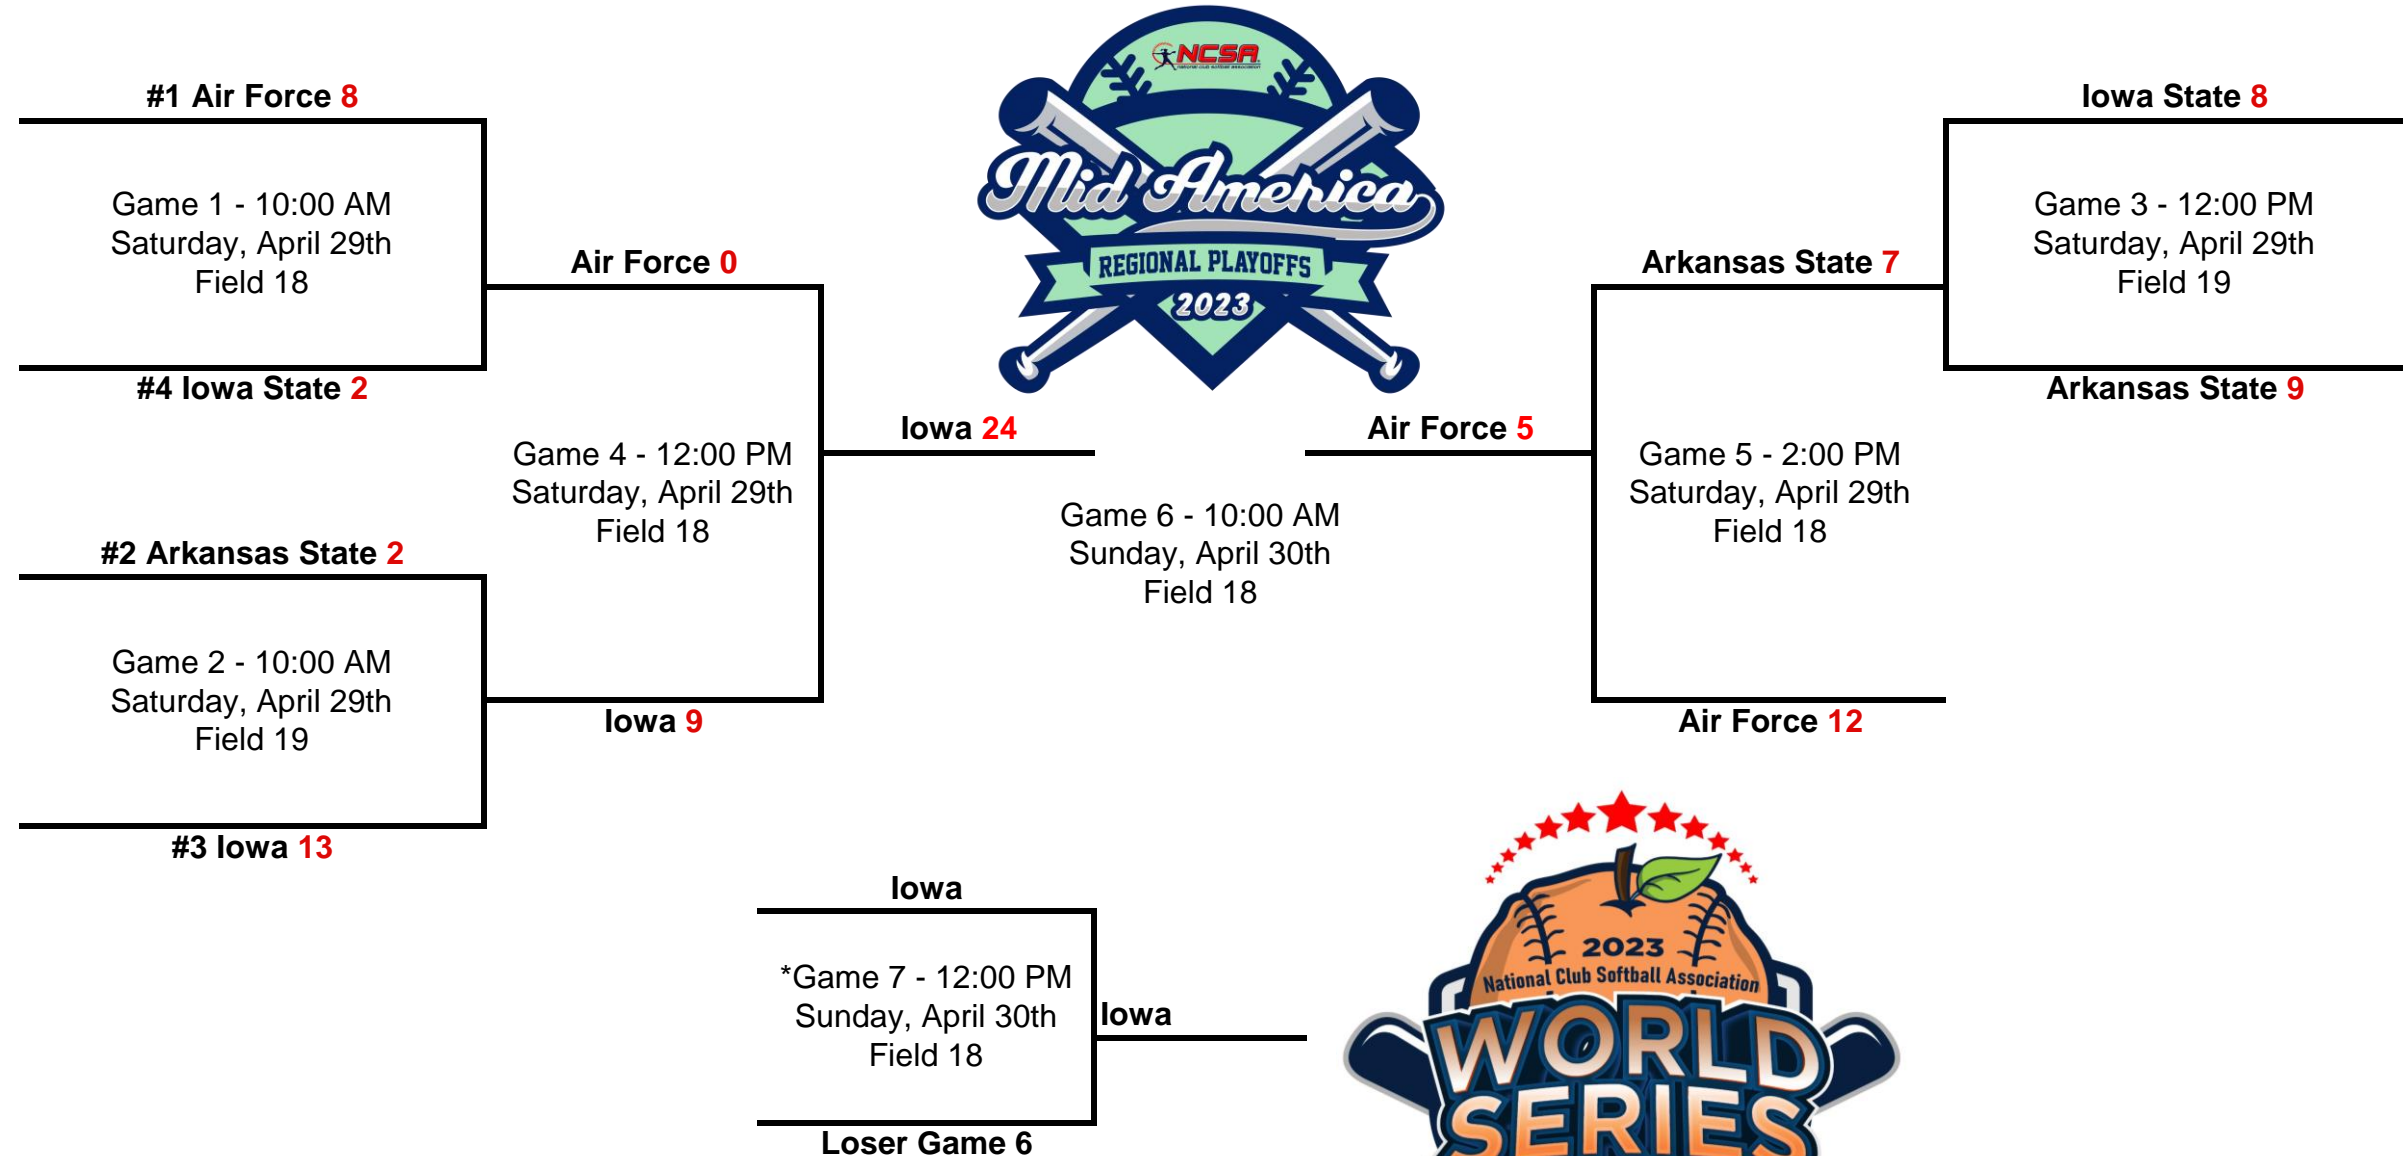 NCSA
Mid America
REGIONAL PLAYOFFS
2023
#1 Air Force 8
Game 1 - 10:00 AM
Saturday, April 29th
Field 18
#4 Iowa State 2
#2 Arkansas State 2
Game 2 - 10:00 AM
Saturday, April 29th
Field 19
#3 Iowa 13
Air Force 0
Game 4 - 12:00 PM
Saturday, April 29th
Field 18
Iowa 9
Iowa 24
Game 6 - 10:00 AM
Sunday, April 30th
Field 18
Air Force 5
Arkansas State 7
Game 5 - 2:00 PM
Saturday, April 29th
Field 18
Air Force 12
Iowa State 8
Game 3 - 12:00 PM
Saturday, April 29th
Field 19
Arkansas State 9
Iowa
*Game 7 - 12:00 PM
Sunday, April 30th
Field 18
Loser Game 6
Iowa
2023
National Club Softball Association
WORLD
SERIES